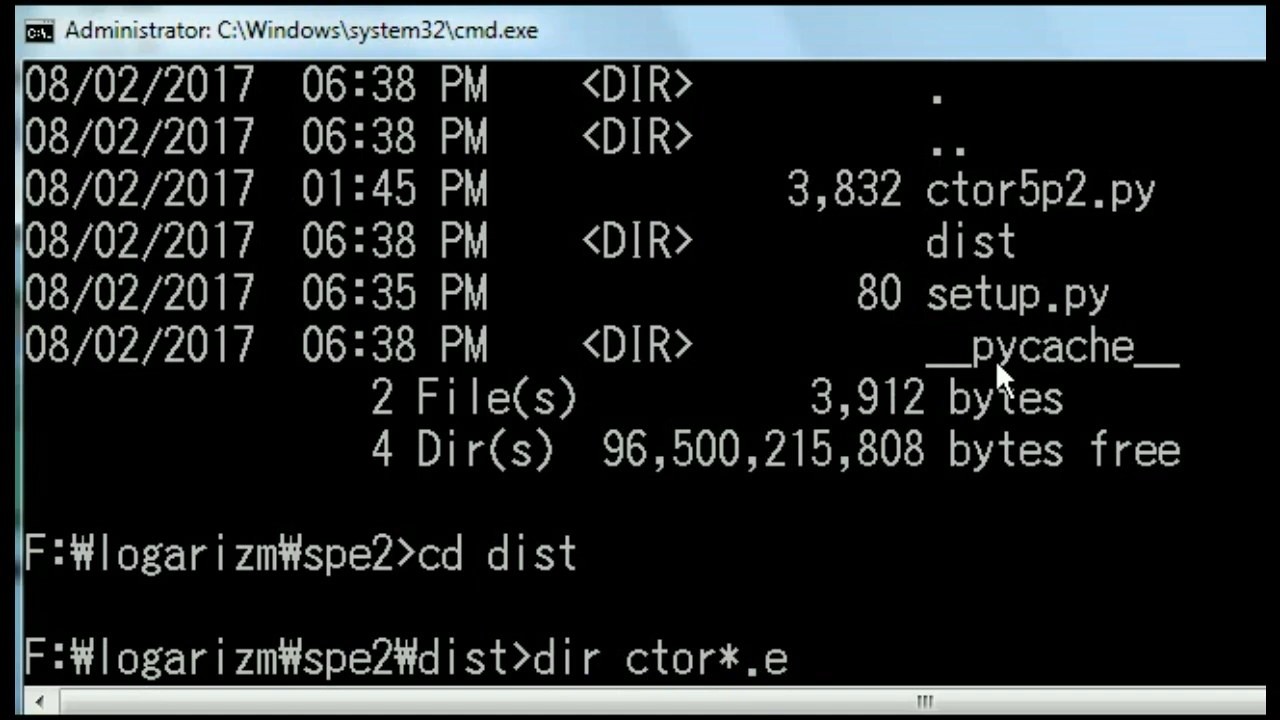 Administrator: C:\Windows\system32\cmd.exe
08/02/2017 06:38 PM <DIR> .
08/02/2017 06:38 PM <DIR> ..
08/02/2017 01:45 PM 3,832 ctor5p2.py
08/02/2017 06:38 PM <DIR> dist
08/02/2017 06:35 PM 80 setup.py
08/02/2017 06:38 PM <DIR> __pycache__
2 File(s) 3,912 bytes
4 Dir(s) 96,500,215,808 bytes free
F:₩logarizm₩spe2>cd dist
F:₩logarizm₩spe2₩dist>dir ctor*.e